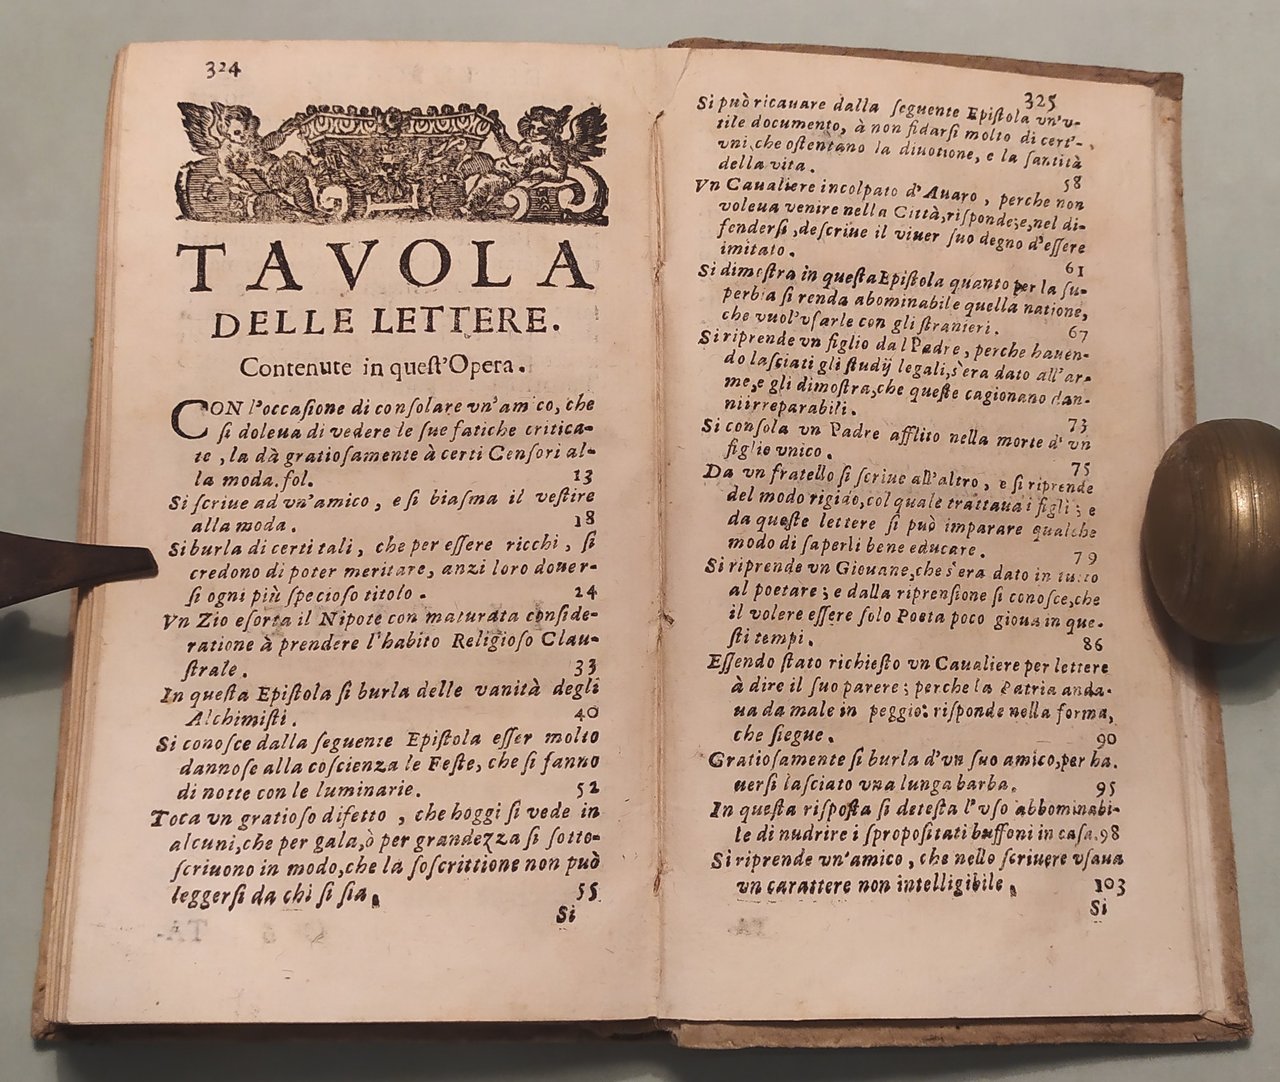 324
TAVOLA
DELLE LETTERE.
Contenute in quest'Opera.
CON l'occasione di consolare vn'amico, che
si doleua di vedere le sue fatiche critica-
te, la dà gratiosamente à certi Censori al-
la moda. fol. 13
Si scriue ad vn'amico, e si biasma il vestire
alla moda. 18
Si burla di certi tali, che per essere ricchi, si
credono di poter meritare, anzi loro douer-
si ogni più specioso titolo. 24
Vn Zio esorta il Nipote con maturata conside-
ratione à prendere l'habito Religioso Clau-
strale. 33
In questa Epistola si burla delle vanità degli
Alchimisti. 40
Si conosce dalla seguente Epistola esser molto
dannose alla coscienza le Feste, che si fanno
di notte con le luminarie. 52
Toca vn gratioso difetto, che hoggi si vede in
alcuni, che per gala, ò per grandezza si sotto-
scriuono in modo, che la soscrittione non può
leggersi da chi si sia. 55
Si
325
Si può ricauare dalla seguente Epistola vn'v-
tile documento, à non fidarsi molto di cert'-
vni, che ostentano la diuotione, e la santità
della vita. 58
Vn Caualiere incolpato d'Auaro, perche non
voleua venire nella Città, risponde; e, nel di-
fendersi, descriue il viuer suo degno d'essere
imitato. 61
Si dimostra in questa Epistola quanto per la su-
perbia si renda abominabile quella natione,
che vuol'vsarle con gli stranieri. 67
Si riprende vn figlio dal Padre, perche hauen-
do lasciati gli studij legali, s'era dato all'ar-
me, e gli dimostra, che queste cagionano dan-
ni irreparabili. 73
Si consola vn Padre afflito nella morte d'vn
figlio vnico. 75
Da vn fratello si scriue all'altro, e si riprende
del modo rigido, col quale trattaua i figli; e
da queste lettere si può imparare qualche
modo di saperli bene educare. 79
Si riprende vn Giouane, che s'era dato in tutto
al poetare; e dalla riprensione si conosce, che
il volere essere solo Poeta poco gioua in que-
sti tempi. 86
Essendo stato richiesto vn Caualiere per lettere
à dire il suo parere; perche la Patria anda-
ua da male in peggio: risponde nella forma,
che siegue. 90
Gratiosamente si burla d'vn suo amico, per ha-
uersi lasciato vna lunga barba. 95
In questa risposta si detesta l'vso abbominabi-
le di nudrire i spropositati buffoni in casa. 98
Si riprende vn'amico, che nello scriuere vsaua
vn carattere non intelligibile. 103
Si